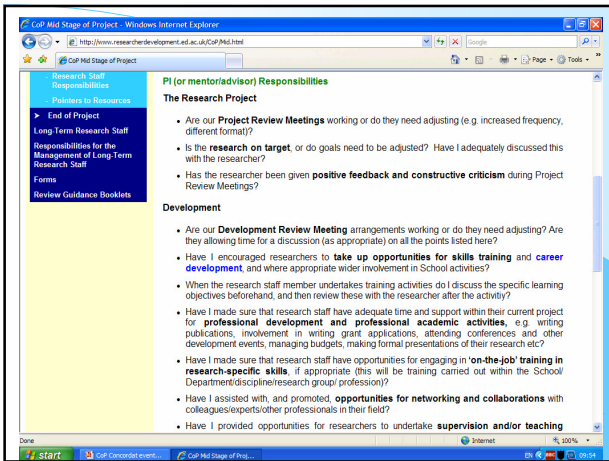 CoP Mid Stage of Project - Windows Internet Explorer
http://www.researcherdevelopment.ed.ac.uk/CoP/Mid.html
Google
CoP Mid Stage of Project
Page
Tools
- Research Staff
Responsibilities
- Pointers to Resources
End of Project
Long-Term Research Staff
Responsibilities for the
Management of Long-Term
Research Staff
Forms
Review Guidance Booklets
PI (or mentor/advisor) Responsibilities
The Research Project
• Are our Project Review Meetings working or do they need adjusting (e.g. increased frequency,
different format)?
• Is the research on target, or do goals need to be adjusted? Have I adequately discussed this
with the researcher?
• Has the researcher been given positive feedback and constructive criticism during Project
Review Meetings?
Development
• Are our Development Review Meeting arrangements working or do they need adjusting? Are
they allowing time for a discussion (as appropriate) on all the points listed here?
• Have I encouraged researchers to take up opportunities for skills training and career
development, and where appropriate wider involvement in School activities?
• When the research staff member undertakes training activities do I discuss the specific learning
objectives beforehand, and then review these with the researcher after the activitiy?
• Have I made sure that research staff have adequate time and support within their current project
for professional development and professional academic activities, e.g. writing
publications, involvement in writing grant applications, attending conferences and other
development events, managing budgets, making formal presentations of their research etc?
• Have I made sure that research staff have opportunities for engaging in 'on-the-job' training in
research-specific skills, if appropriate (this will be training carried out within the School/
Department/discipline/research group/ profession)?
• Have I assisted with, and promoted, opportunities for networking and collaborations with
colleagues/experts/other professionals in their field?
• Have I provided opportunities for researchers to undertake supervision and/or teaching
Done
Internet
100%
start
CoP Concordat event...
CoP Mid Stage of Proj...
EN
BBC
09:54